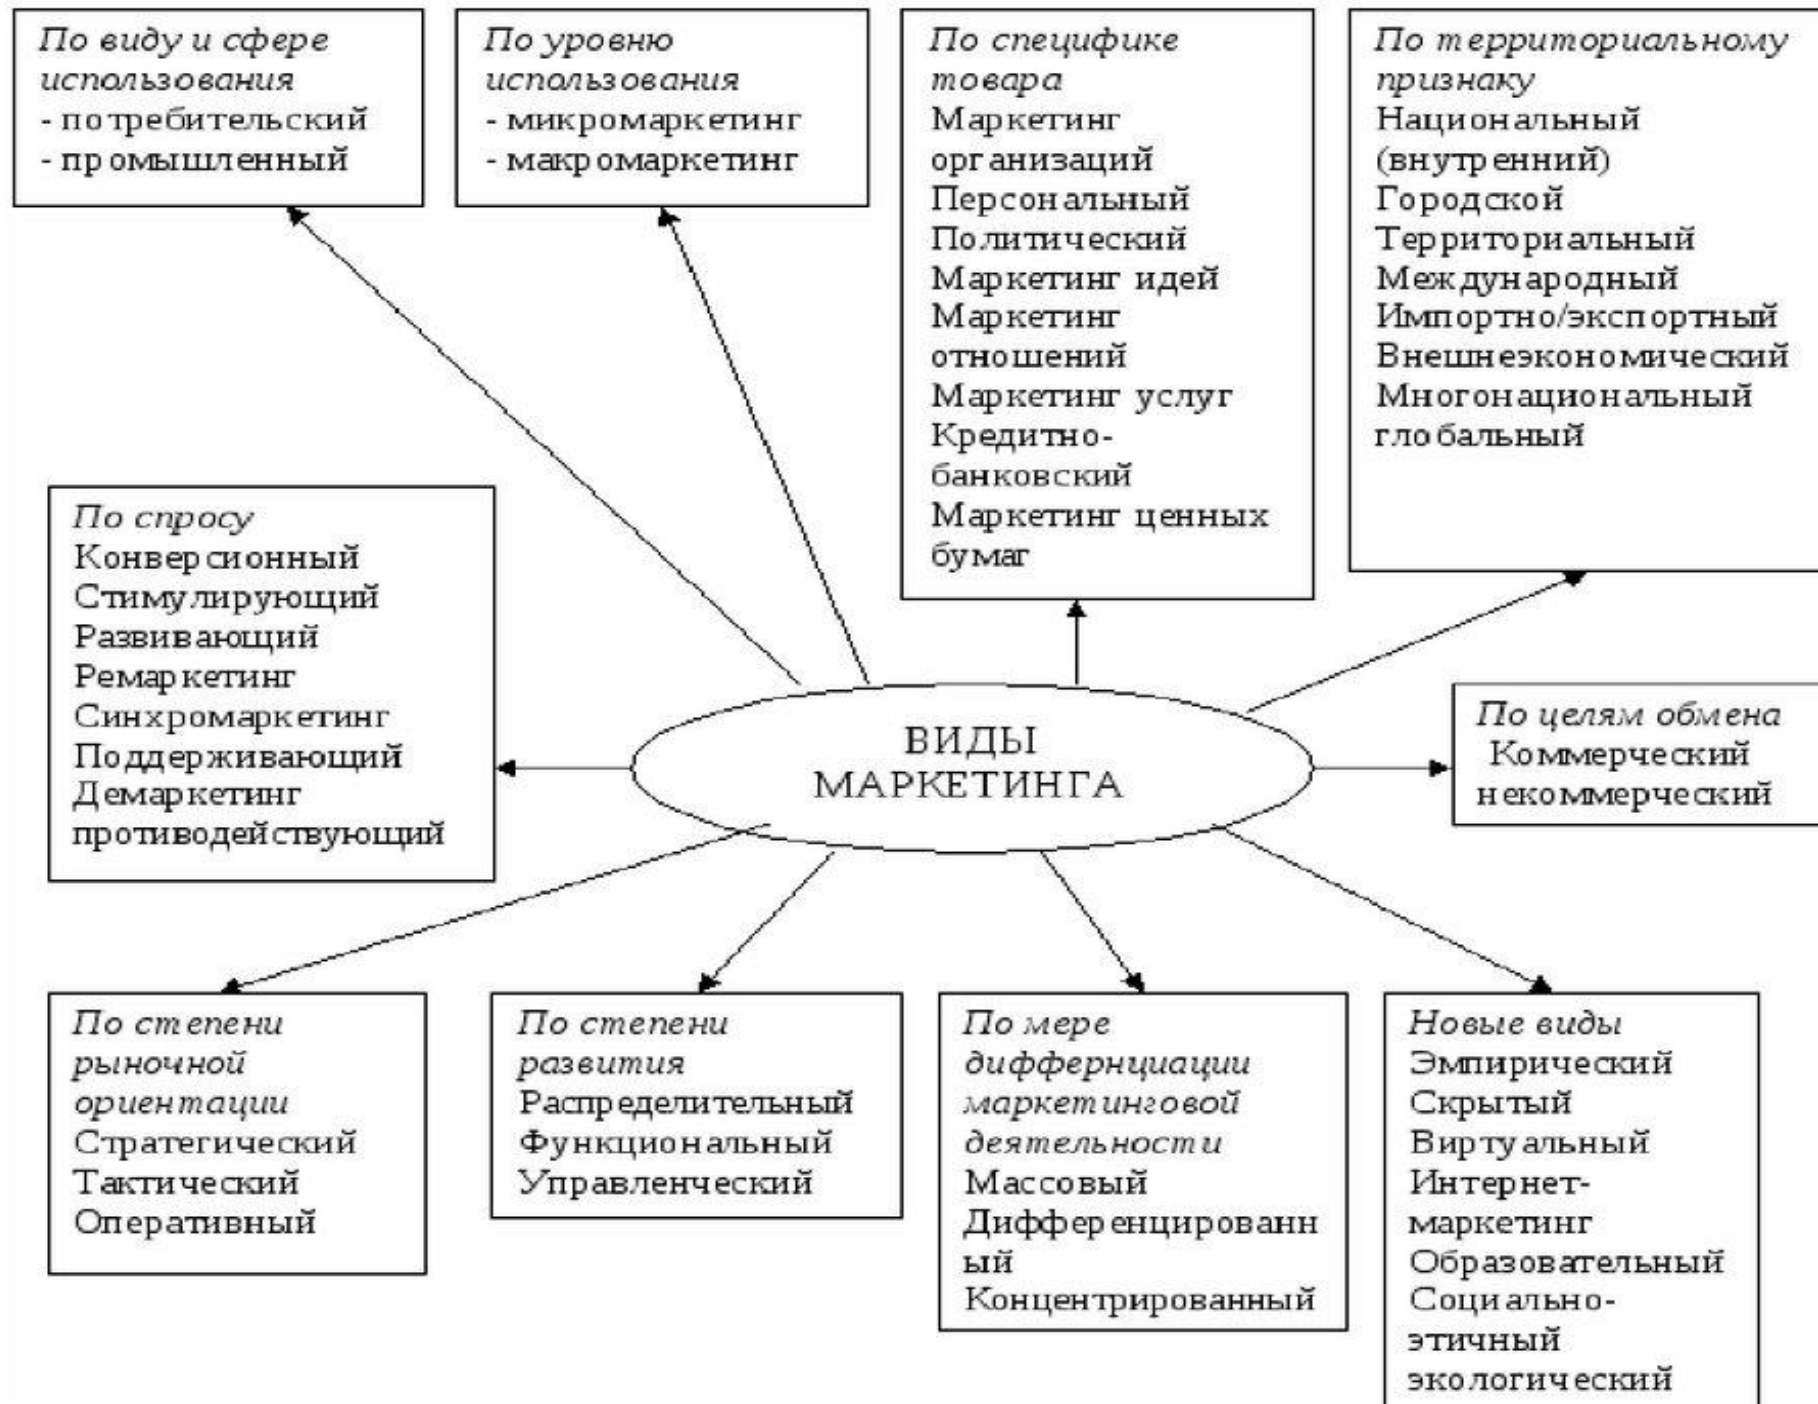 По виду и сфере
использования
- потребительский
- промышленный
По уровню
использования
- микромаркетинг
- макромаркетинг
По специфике
товара
Маркетинг
организаций
Персональный
Политический
Маркетинг идей
Маркетинг
отношений
Маркетинг услуг
Кредитно-
банковский
Маркетинг ценных
бумаг
По территориальному
признаку
Национальный
(внутренний)
Городской
Территориальный
Международный
Импортно/экспортный
Внешнеэкономический
Многонациональный
глобальный
По спросу
Конверсионный
Стимулирующий
Развивающий
Ремаркетинг
Синхромаркетинг
Поддерживающий
Демаркетинг
противодействующий
ВИДЫ
МАРКЕТИНГА
По целям обмена
Коммерческий
некоммерческий
По степени
рыночной
ориентации
Стратегический
Тактический
Оперативный
По степени
развития
Распределительный
Функциональный
Управленческий
По мере
differнциации
маркетинговой
деятельности
Массовый
Дифференцированн
ый
Концентрированный
Новые виды
Эмпирический
Скрытый
Виртуальный
Интернет-
маркетинг
Образовательный
Социально-
этичный
экологический